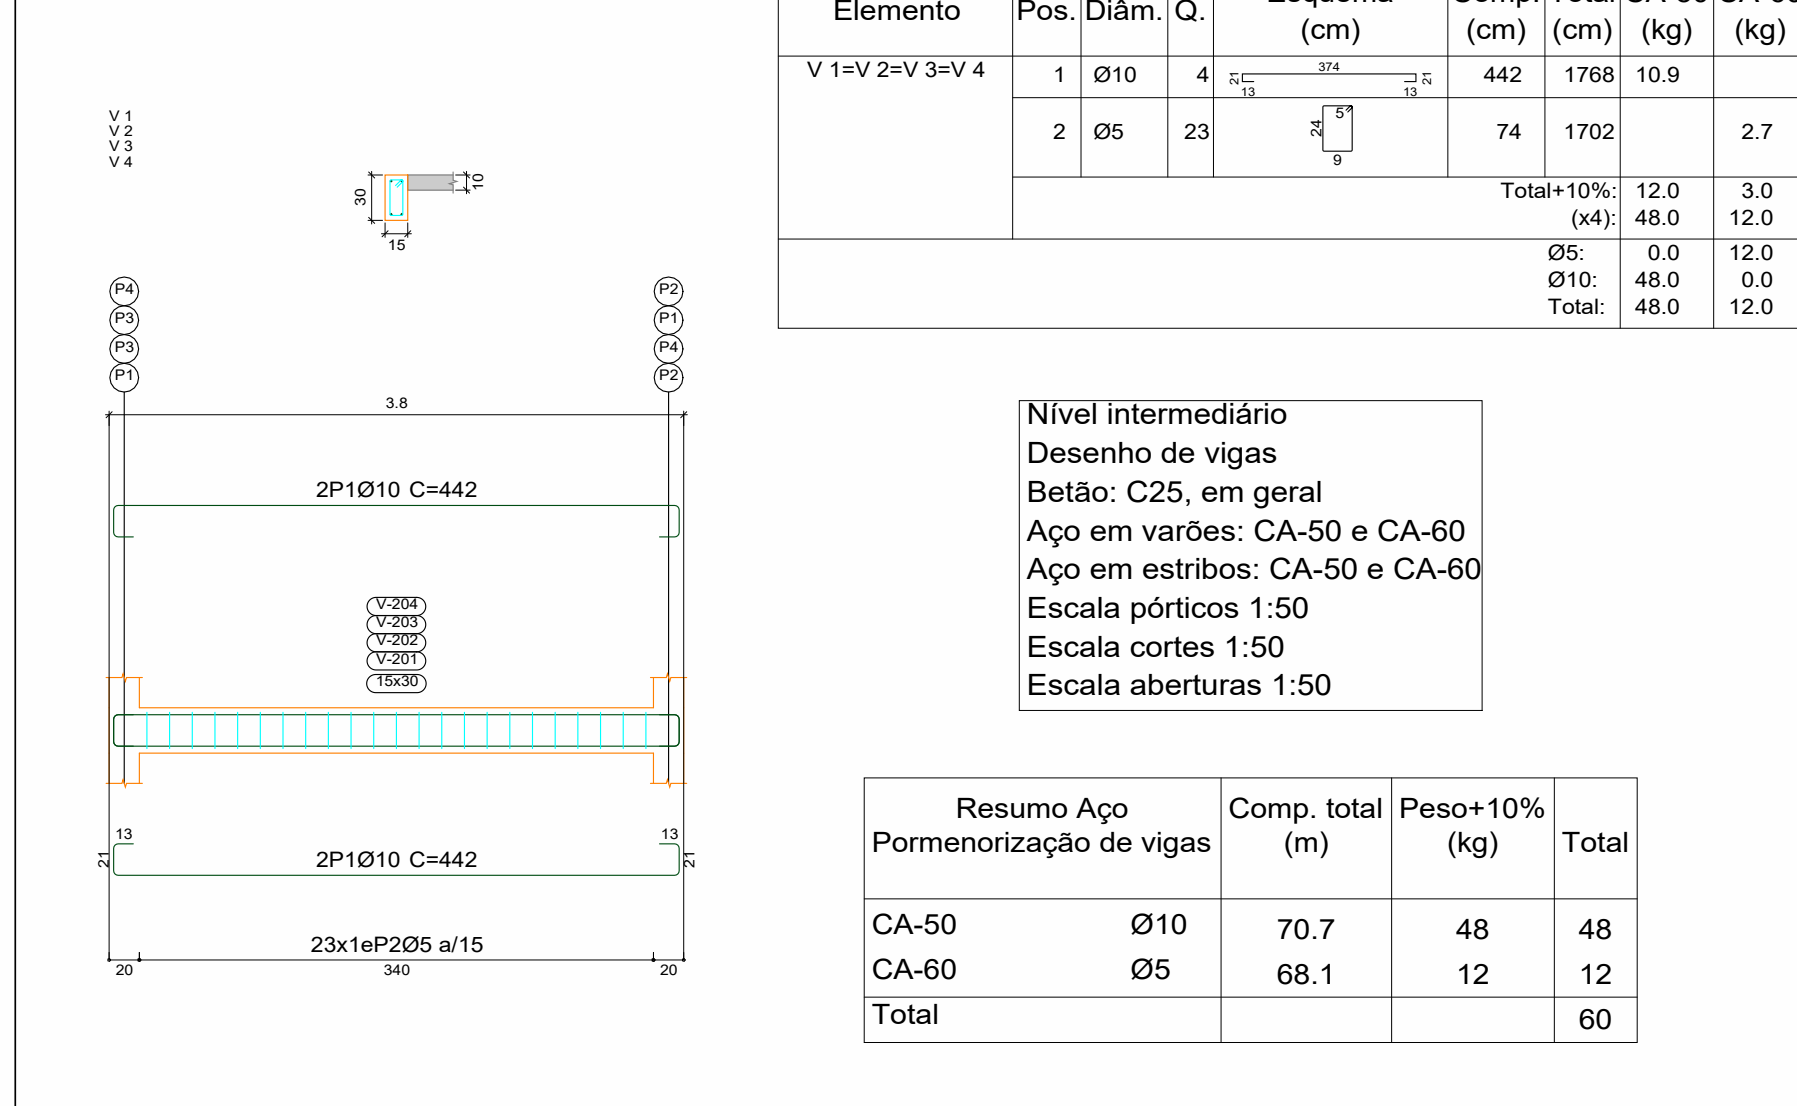 Elemento Pos. Diâm. Q. (cm) (cm) (cm) (kg) (kg)
V 1=V 2=V 3=V 4 1 Ø10 4 21 13 374 13 21 442 1768 10.9
2 Ø5 23 24 5 9 74 1702 2.7
Total+10%: 12.0 3.0
(x4): 48.0 12.0
Ø5: 0.0 12.0
Ø10: 48.0 0.0
Total: 48.0 12.0
V 1
V 2
V 3
V 4
30 10
15
P4 P2
P3 P1
P3 P4
P1 P2
3.8
2P1Ø10 C=442
V-204
V-203
V-202
V-201
15x30
13 13
21 2P1Ø10 C=442 21
23x1eP2Ø5 a/15
20 340 20
Nível intermediário
Desenho de vigas
Betão: C25, em geral
Aço em varões: CA-50 e CA-60
Aço em estribos: CA-50 e CA-60
Escala pórticos 1:50
Escala cortes 1:50
Escala aberturas 1:50
Resumo Aço Comp. total Peso+10%
Pormenorização de vigas (m) (kg) Total
CA-50 Ø10 70.7 48 48
CA-60 Ø5 68.1 12 12
Total 60